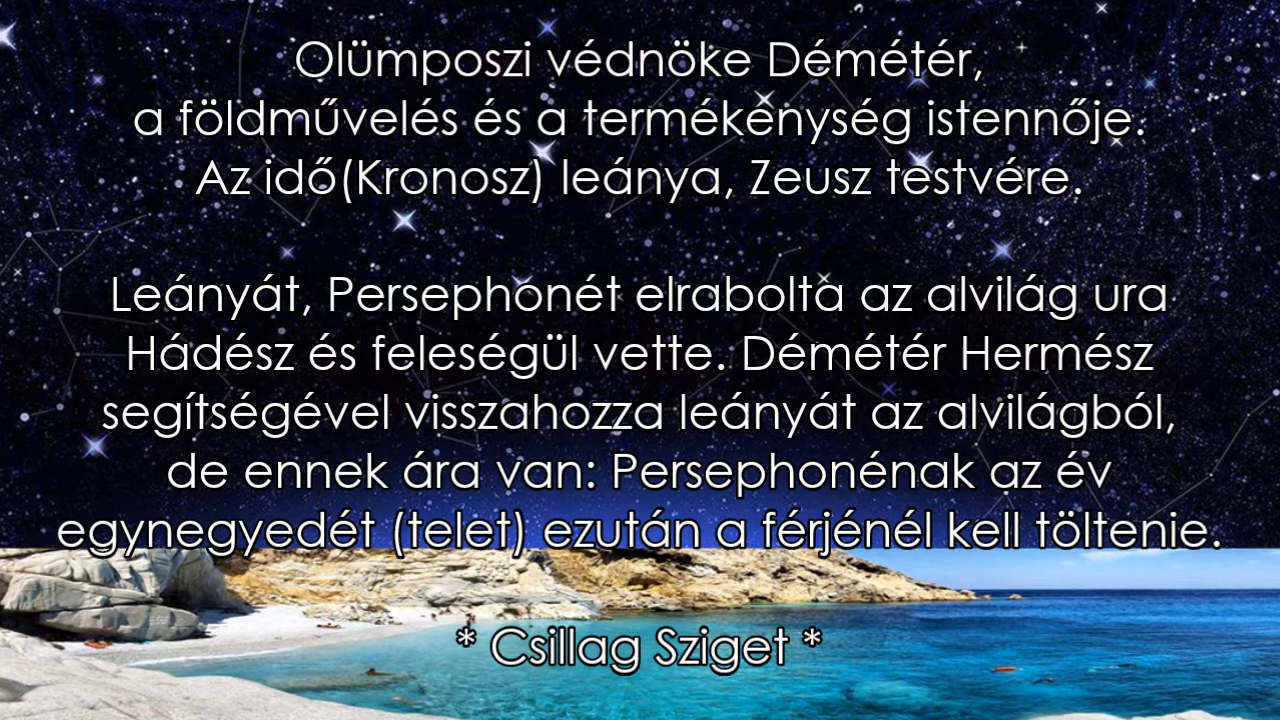 Olümposzi védnöke Démétér,
a földművelés és a termékenység istennője.
Az idő(Kronosz) leánya, Zeusz testvére.
Leányát, Persephonét elrabolta az alvilág ura
Hádész és feleségül vette. Démétér Hermész
segítségével visszahozza leányát az alvilágból,
de ennek ára van: Persephonénak az év
egynegyedét (telet) ezután a férjénél kell töltenie.
* Csillag Sziget *